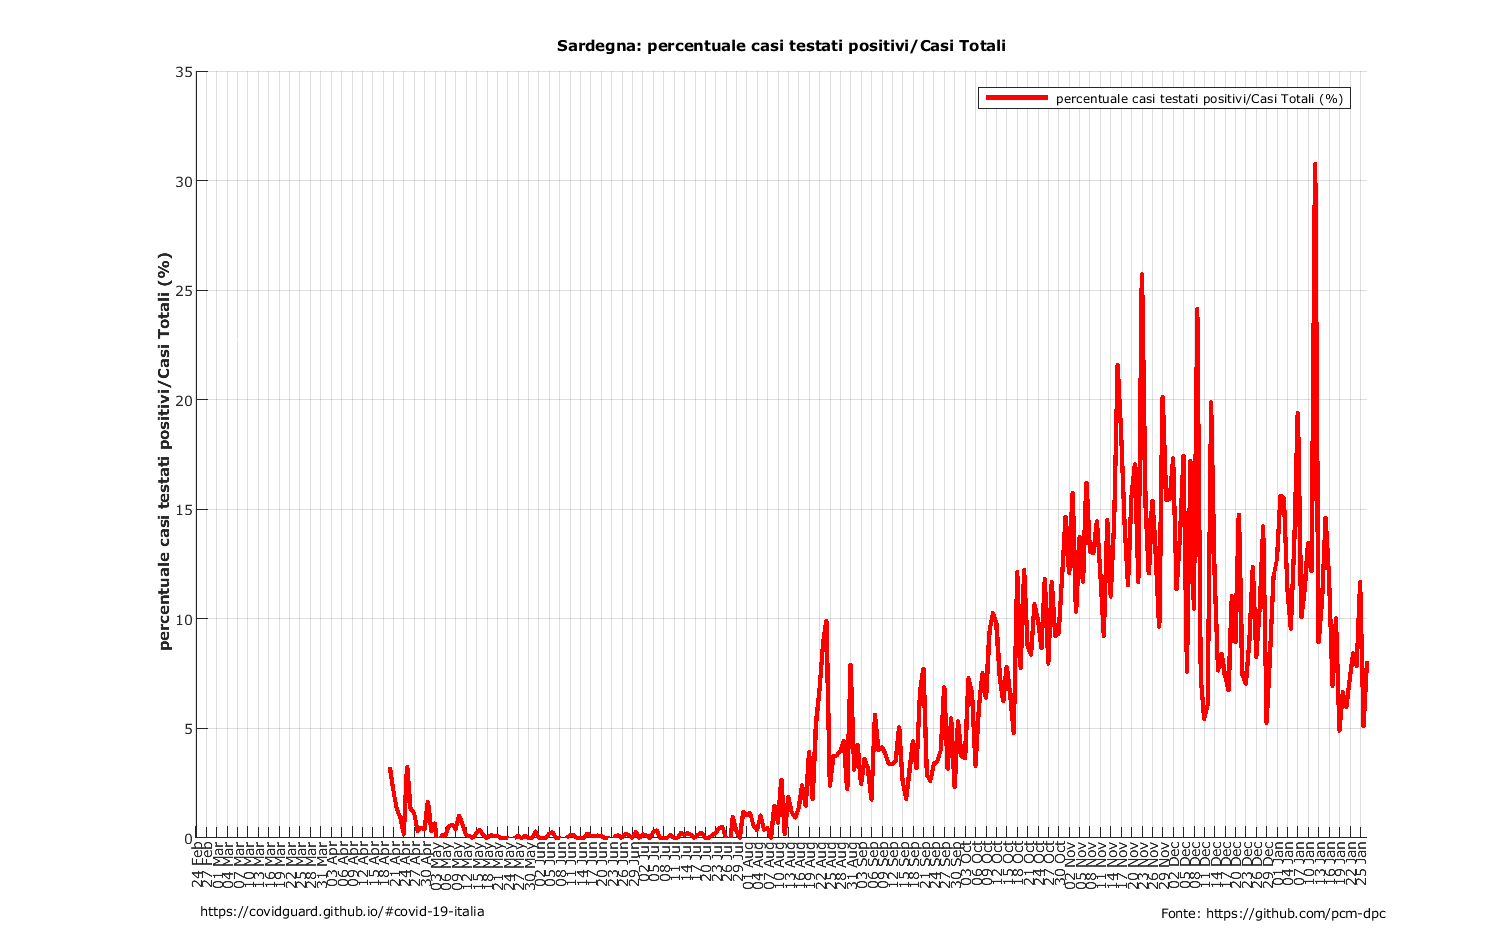 Sardegna: percentuale casi testati positivi/Casi Totali
percentuale casi testati positivi/Casi Totali (%)
percentuale casi testati positivi/Casi Totali (%)
35
30
25
20
15
10
5
0
24 Feb
27 Feb
01 Mar
04 Mar
07 Mar
10 Mar
13 Mar
16 Mar
19 Mar
22 Mar
25 Mar
28 Mar
31 Mar
03 Apr
06 Apr
09 Apr
12 Apr
15 Apr
18 Apr
21 Apr
24 Apr
27 Apr
30 Apr
03 May
06 May
09 May
12 May
15 May
18 May
21 May
24 May
27 May
30 May
02 Jun
05 Jun
08 Jun
11 Jun
14 Jun
17 Jun
20 Jun
23 Jun
26 Jun
29 Jun
02 Jul
05 Jul
08 Jul
11 Jul
14 Jul
17 Jul
20 Jul
23 Jul
26 Jul
29 Jul
01 Aug
04 Aug
07 Aug
10 Aug
13 Aug
16 Aug
19 Aug
22 Aug
25 Aug
28 Aug
31 Aug
03 Sep
06 Sep
09 Sep
12 Sep
15 Sep
18 Sep
21 Sep
24 Sep
27 Sep
30 Sep
03 Oct
06 Oct
09 Oct
12 Oct
15 Oct
18 Oct
21 Oct
24 Oct
27 Oct
30 Oct
02 Nov
05 Nov
08 Nov
11 Nov
14 Nov
17 Nov
20 Nov
23 Nov
26 Nov
29 Nov
02 Dec
05 Dec
08 Dec
11 Dec
14 Dec
17 Dec
20 Dec
23 Dec
26 Dec
29 Dec
01 Jan
04 Jan
07 Jan
10 Jan
13 Jan
16 Jan
19 Jan
22 Jan
25 Jan
https://covidguard.github.io/#covid-19-italia
Fonte: https://github.com/pcm-dpc